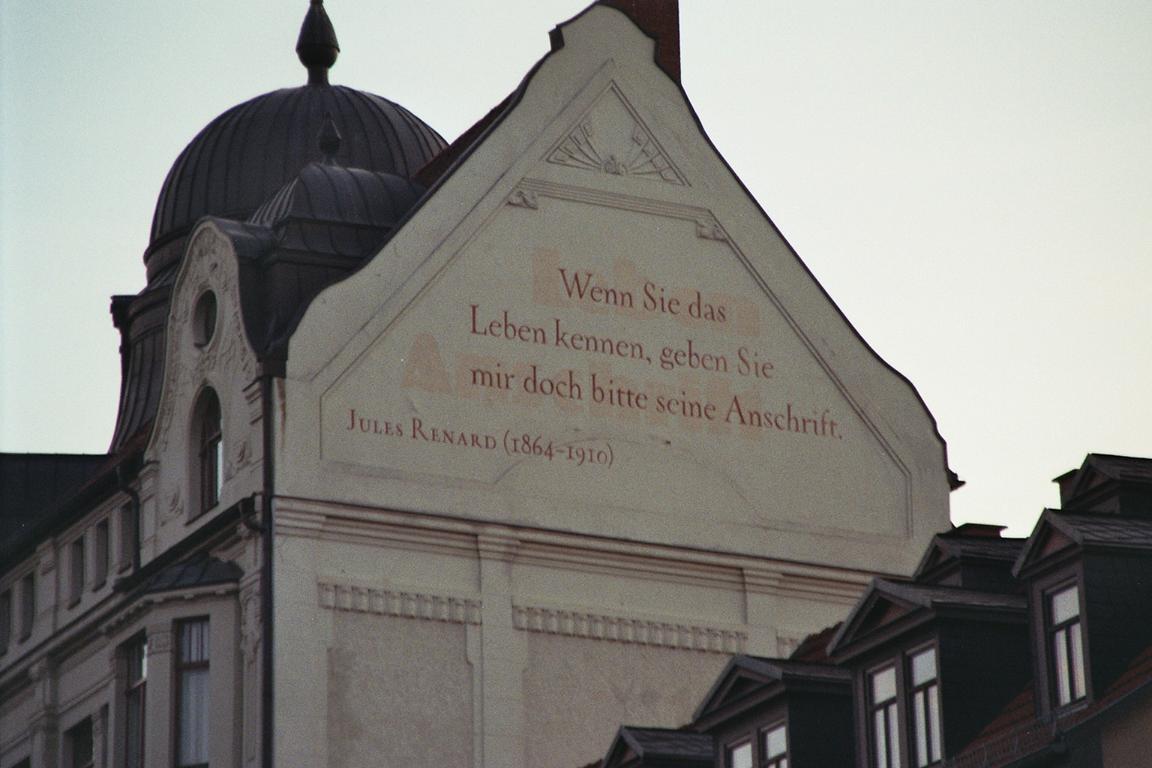 Wenn Sie das
Leben kennen, geben Sie
mir doch bitte seine Anschrift.
JULES RENARD (1864–1910)